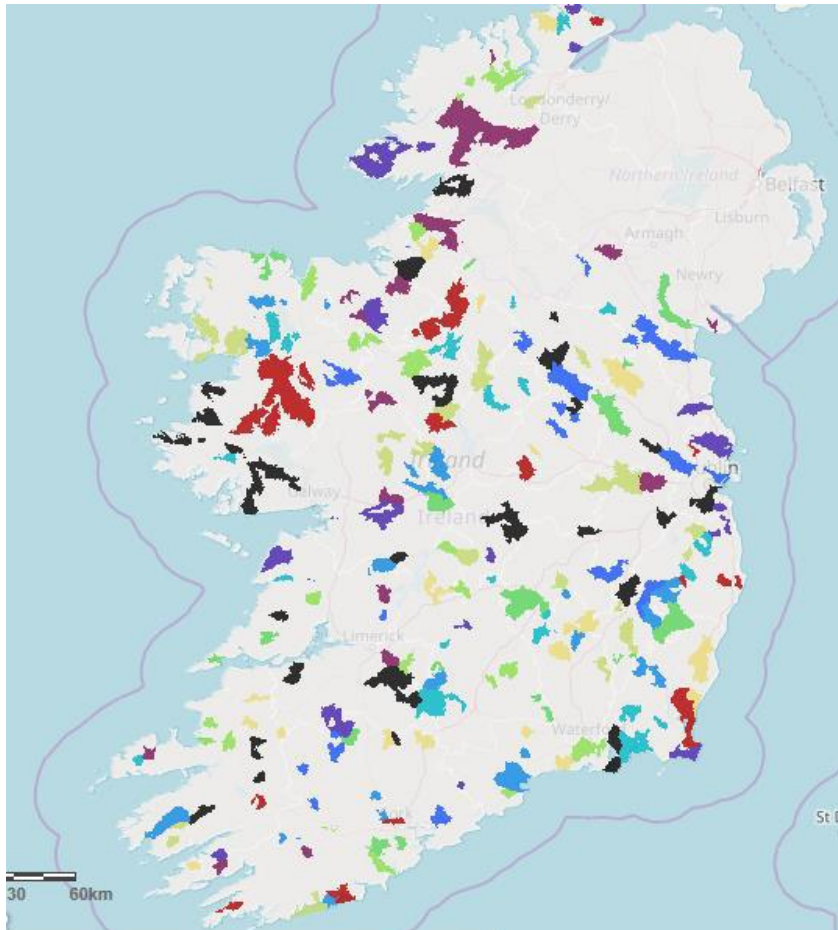 Londonderry/
Derry
Northern Ireland
Belfast
Lisburn
Armagh
Newry
Ireland
Galway
Ireland
Limerick
Waterford
St
30 60km